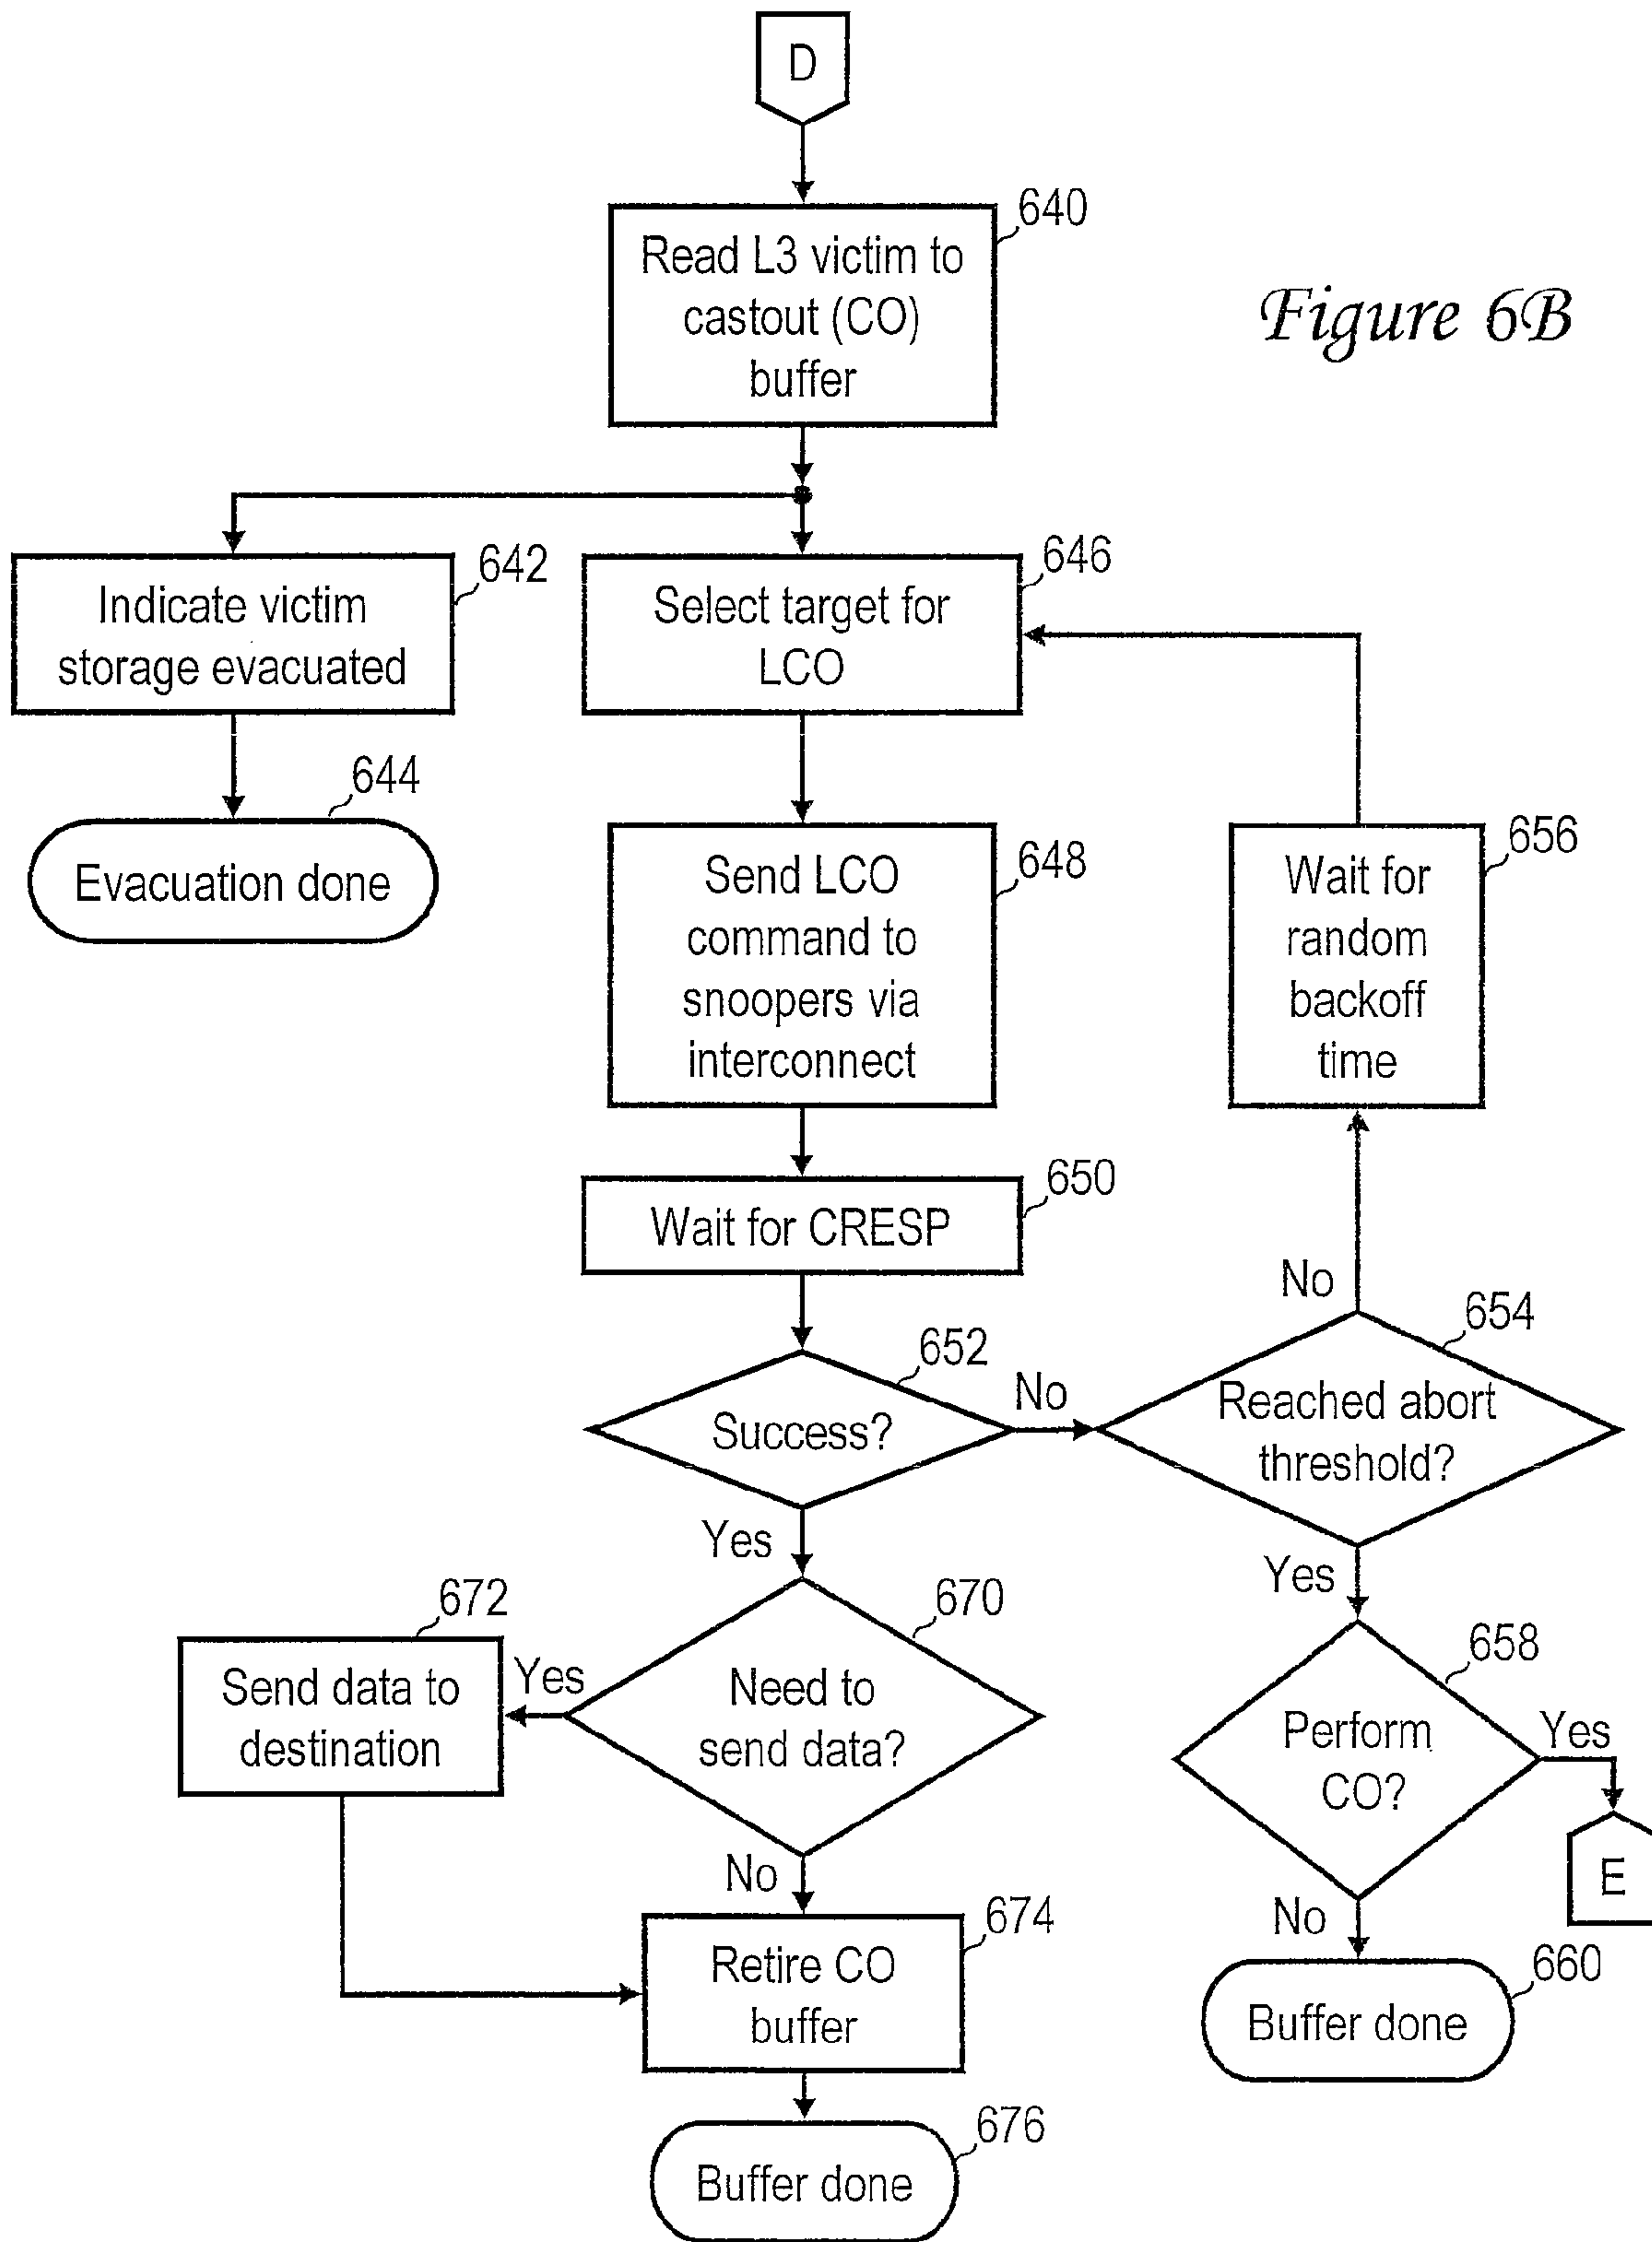 D
640
Read L3 victim to
castout (CO)
buffer
Figure 6B
642
Indicate victim
storage evacuated
646
Select target for
LCO
644
Evacuation done
648
Send LCO
command to
snoopers via
interconnect
656
Wait for
random
backoff
time
650
Wait for CRESP
No
654
Reached abort
threshold?
652
Success?
No
Yes
Yes
672
Send data to
destination
Yes
670
Need to
send data?
658
Perform
CO?
Yes
E
No
No
674
Retire CO
buffer
660
Buffer done
676
Buffer done